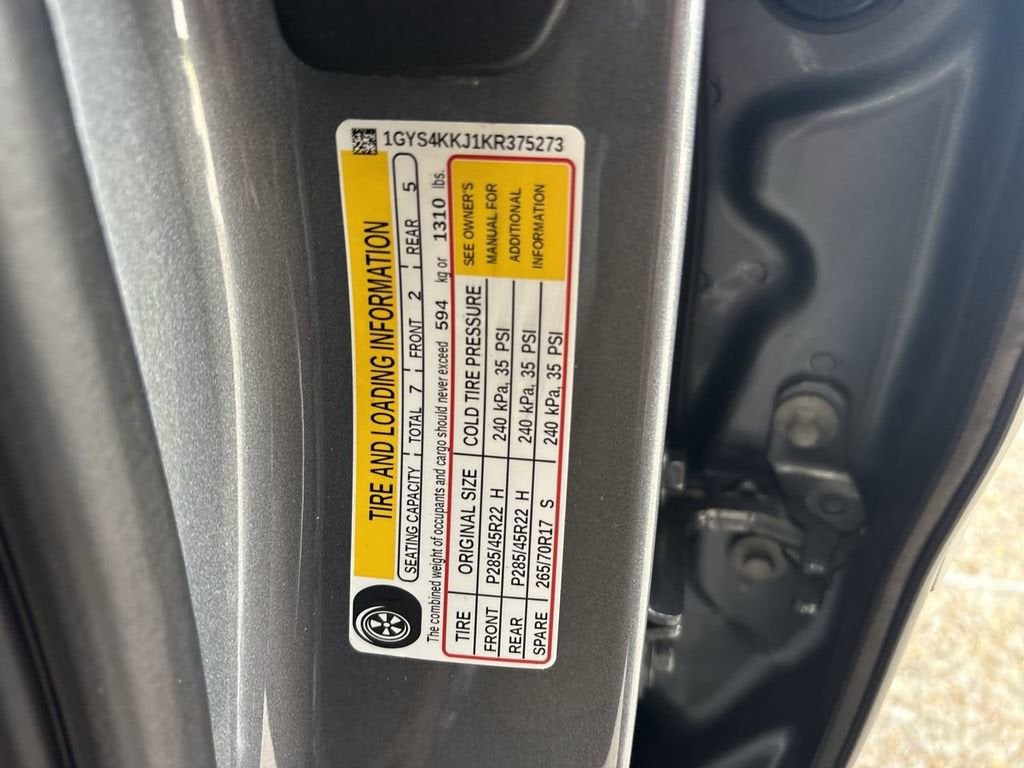 1GYS4KKJ1KR375273
TIRE AND LOADING INFORMATION
SEATING CAPACITY TOTAL 7 FRONT 2 REAR 5
The combined weight of occupants and cargo should never exceed 594 kg or 1310 lbs.
TIRE ORIGINAL SIZE COLD TIRE PRESSURE
FRONT P285/45R22 H 240 kPa, 35 PSI
REAR P285/45R22 H 240 kPa, 35 PSI
SPARE 265/70R17 S 240 kPa, 35 PSI
SEE OWNER'S
MANUAL FOR
ADDITIONAL
INFORMATION